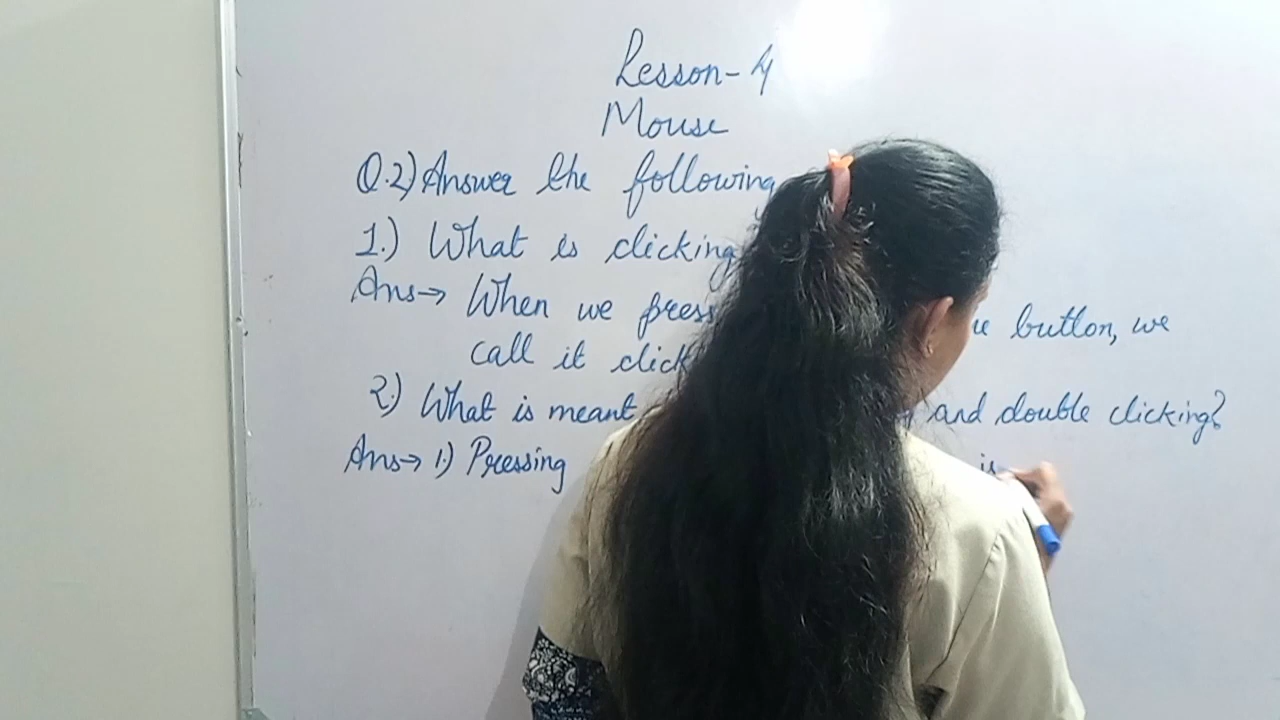 Lesson-4
Mouse
Q.2) Answer the following
1.) What is clicking
Ans→ When we press button, we
call it
2.) What is meant and double clicking?
Ans→ 1.) Pressing is